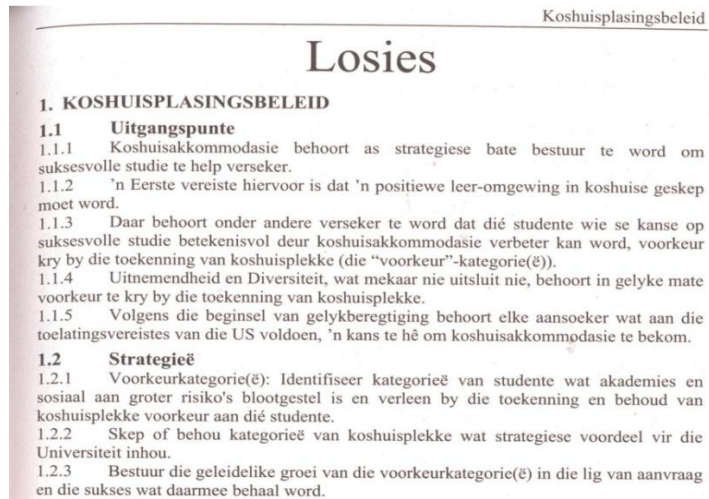 Koshuisplasingsbeleid
Losies
1. KOSHUISPLASINGSBELEID
1.1 Uitgangspunte
1.1.1 Koshuisakkommodasie behoort as strategiese bate bestuur te word om
suksesvolle studie te help verseker.
1.1.2 'n Eerste vereiste hiervoor is dat 'n positiewe leer-omgewing in koshuise geskep
moet word.
1.1.3 Daar behoort onder andere verseker te word dat dié studente wie se kanse op
suksesvolle studie betekenisvol deur koshuisakkommodasie verbeter kan word, voorkeur
kry by die toekenning van koshuisplekke (die “voorkeur”-kategorie(ë)).
1.1.4 Uitnemendheid en Diversiteit, wat mekaar nie uitsluit nie, behoort in gelyke mate
voorkeur te kry by die toekenning van koshuisplekke.
1.1.5 Volgens die beginsel van gelykberegtiging behoort elke aansoeker wat aan die
toelatingsvereistes van die US voldoen, 'n kans te hê om koshuisakkommodasie te bekom.
1.2 Strategieë
1.2.1 Voorkeurkategorie(ë): Identifiseer kategorieë van studente wat akademies en
sosiaal aan groter risiko's blootgestel is en verleen by die toekenning en behoud van
koshuisplekke voorkeur aan dié studente.
1.2.2 Skep of behou kategorieë van koshuisplekke wat strategiese voordeel vir die
Universiteit inhou.
1.2.3 Bestuur die geleidelike groei van die voorkeurkategorie(ë) in die lig van aanvraag
en die sukses wat daarmee behaal word.